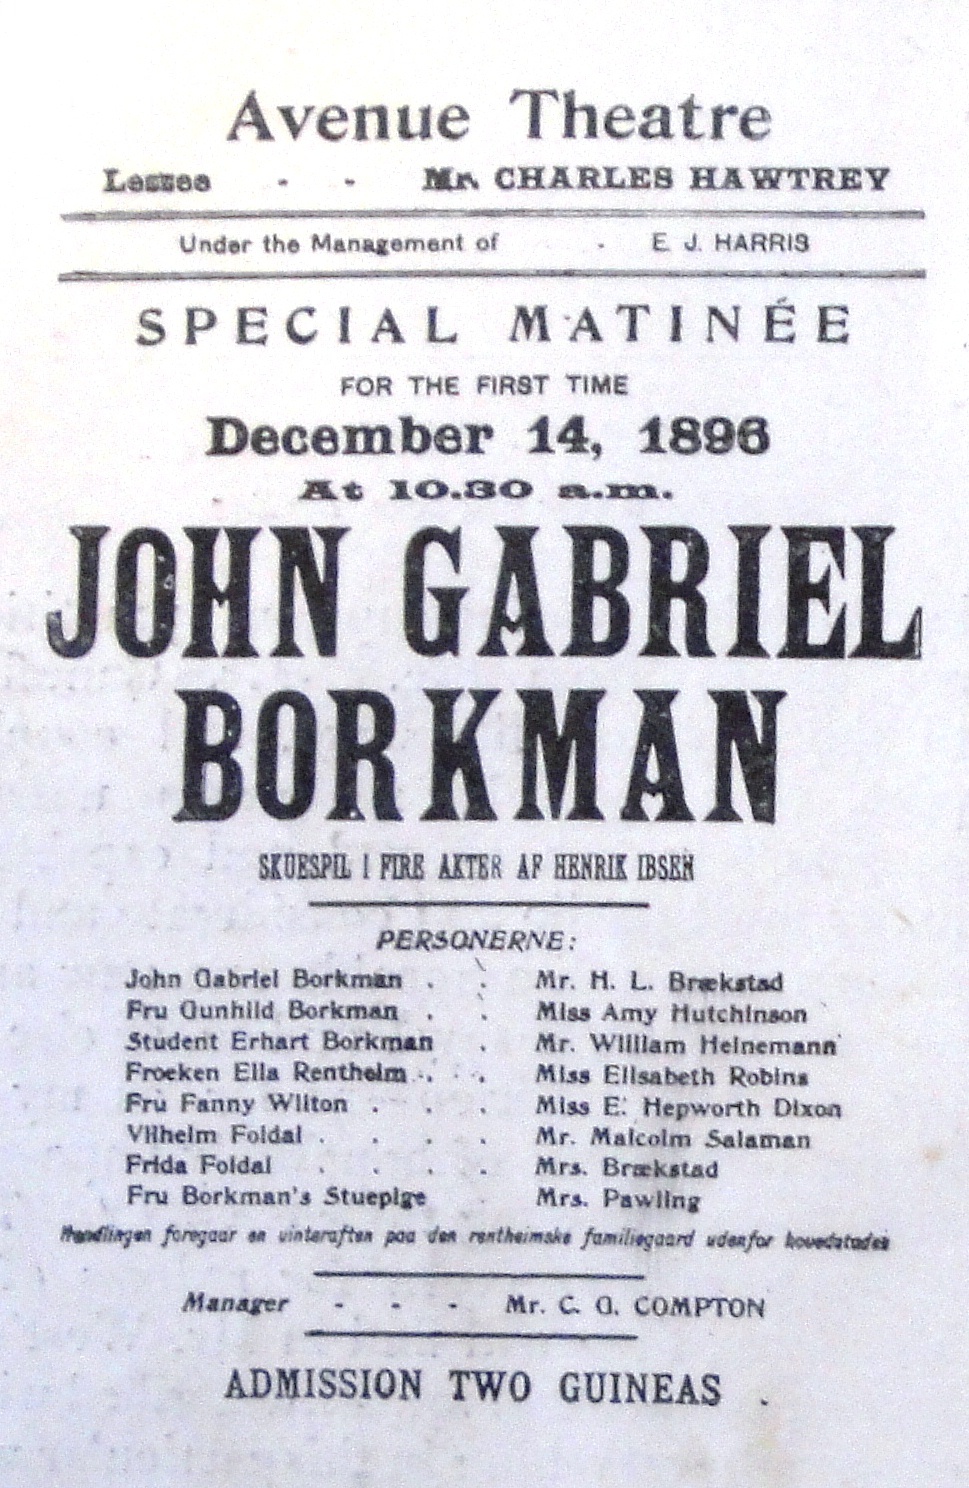 Avenue Theatre
Lessee - - Mr. CHARLES HAWTREY
Under the Management of - E. J. HARRIS
SPECIAL MATINÉE
FOR THE FIRST TIME
December 14, 1896
At 10.30 a.m.
JOHN GABRIEL
BORKMAN
SKUESPIL I FIRE AKTER AF HENRIK IBSEN
PERSONERNE:
John Gabriel Borkman . . Mr. H. L. Brækstad
Fru Gunhild Borkman . . Miss Amy Hutchinson
Student Erhart Borkman . Mr. William Heinemann
Froeken Ella Rentheim . . Miss Elisabeth Robins
Fru Fanny Wilton . . . Miss E. Hepworth Dixon
Vilhelm Foldal . . . . Mr. Malcolm Salaman
Frida Foldal . . . . Mrs. Brækstad
Fru Borkman's Stuepige Mrs. Pawling
Handlingen foregaar en vinteraften paa den rentheimske familiegaard udenfor hovedstaden
Manager - - - Mr. C. G. COMPTON
ADMISSION TWO GUINEAS .